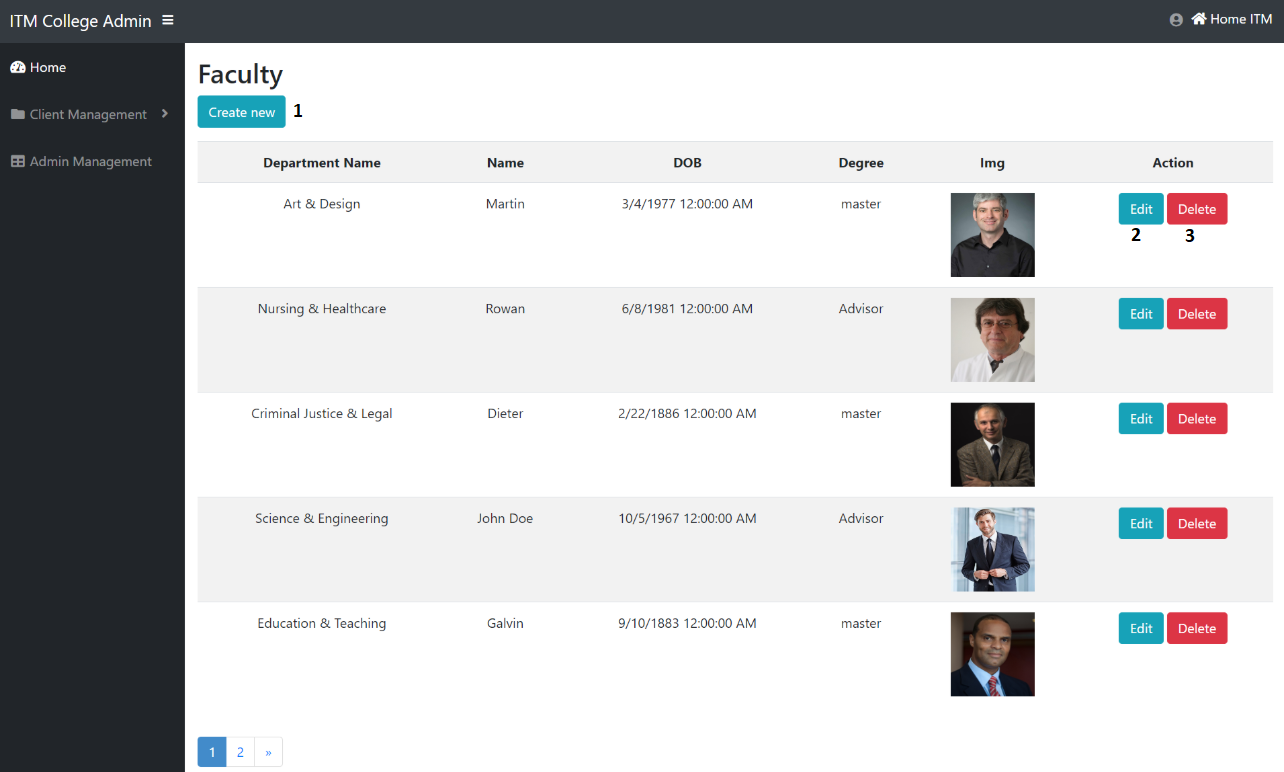 ITM College Admin
Home ITM
Home
Client Management
Admin Management
Faculty
Create new 1
Department Name Name DOB Degree Img Action
Art & Design Martin 3/4/1977 12:00:00 AM master Edit Delete
2 3
Nursing & Healthcare Rowan 6/8/1981 12:00:00 AM Advisor Edit Delete
Criminal Justice & Legal Dieter 2/22/1886 12:00:00 AM master Edit Delete
Science & Engineering John Doe 10/5/1967 12:00:00 AM Advisor Edit Delete
Education & Teaching Galvin 9/10/1883 12:00:00 AM master Edit Delete
1 2 »